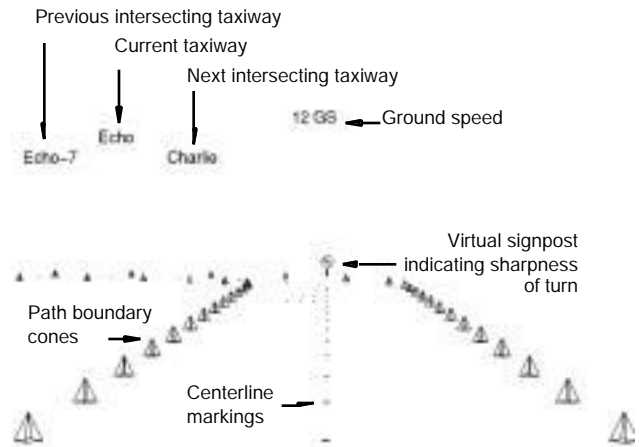 Previous intersecting taxiway
Current taxiway
Next intersecting taxiway
12 GS
Ground speed
Echo
Echo-7
Charlie
Virtual signpost
indicating sharpness
of turn
Path boundary
cones
Centerline
markings